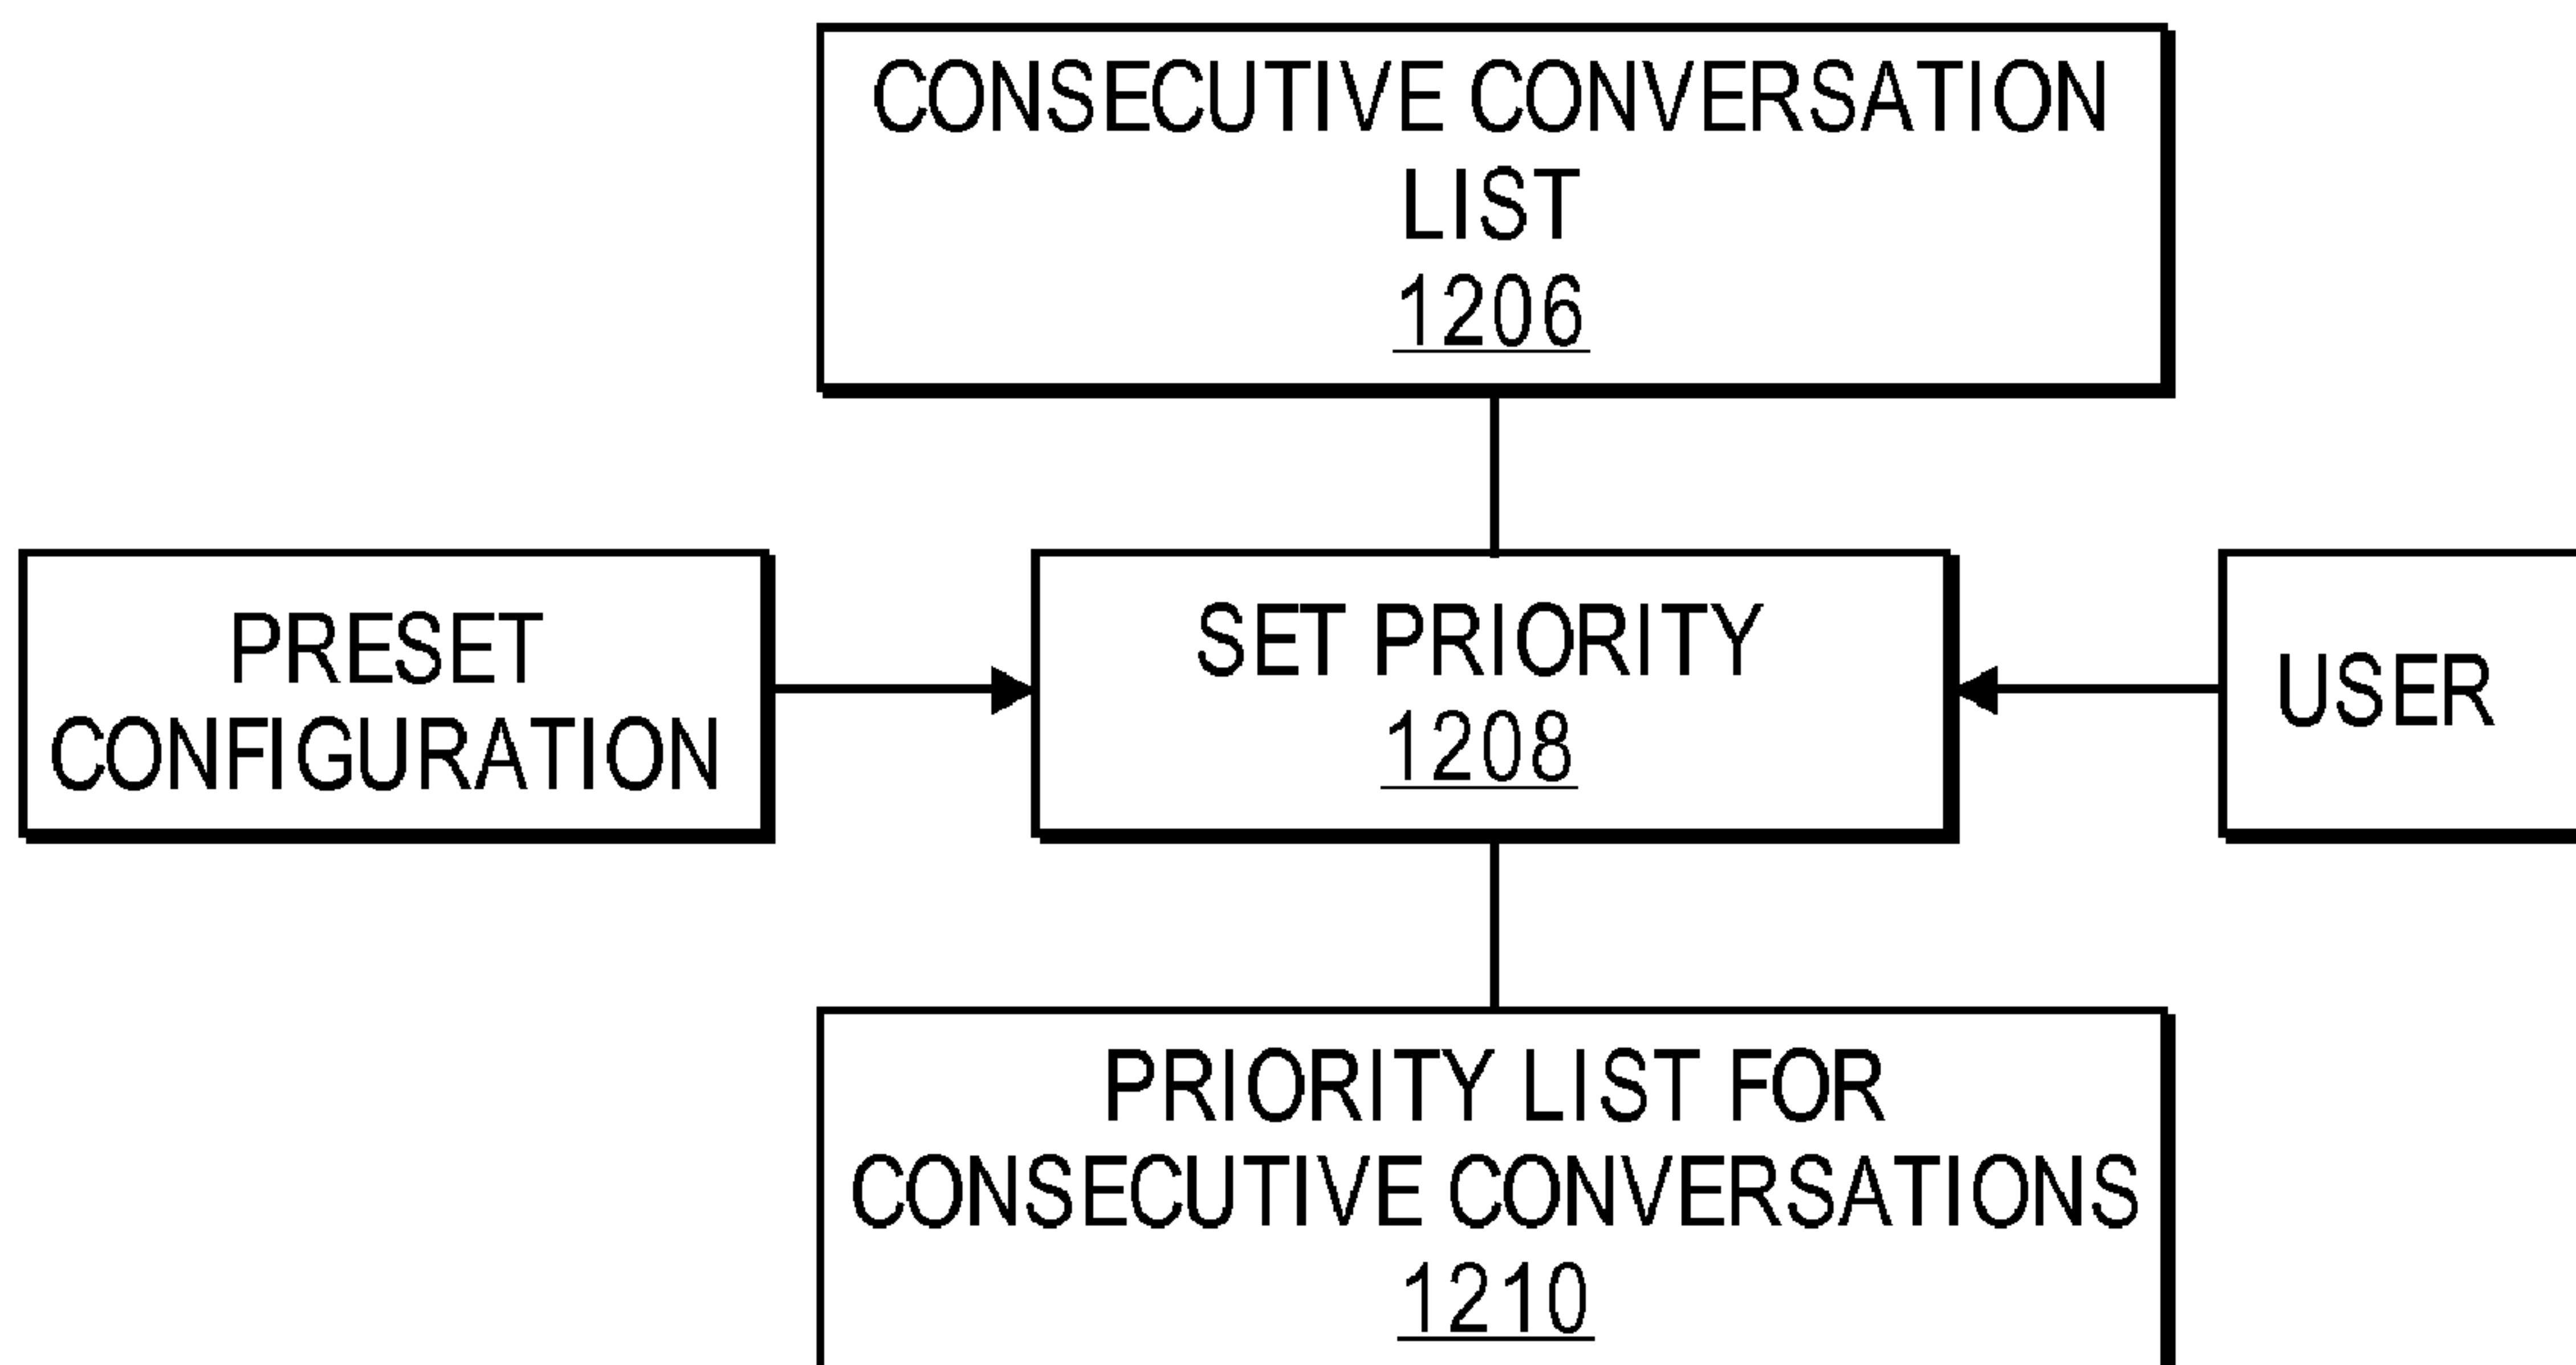 CONSECUTIVE CONVERSATION
LIST
1206
PRESET
CONFIGURATION
SET PRIORITY
1208
USER
PRIORITY LIST FOR
CONSECUTIVE CONVERSATIONS
1210